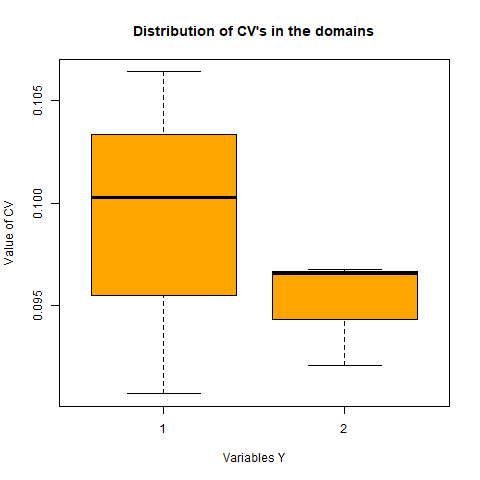 Distribution of CV's in the domains
Value of CV
0.105
0.100
0.095
1
2
Variables Y